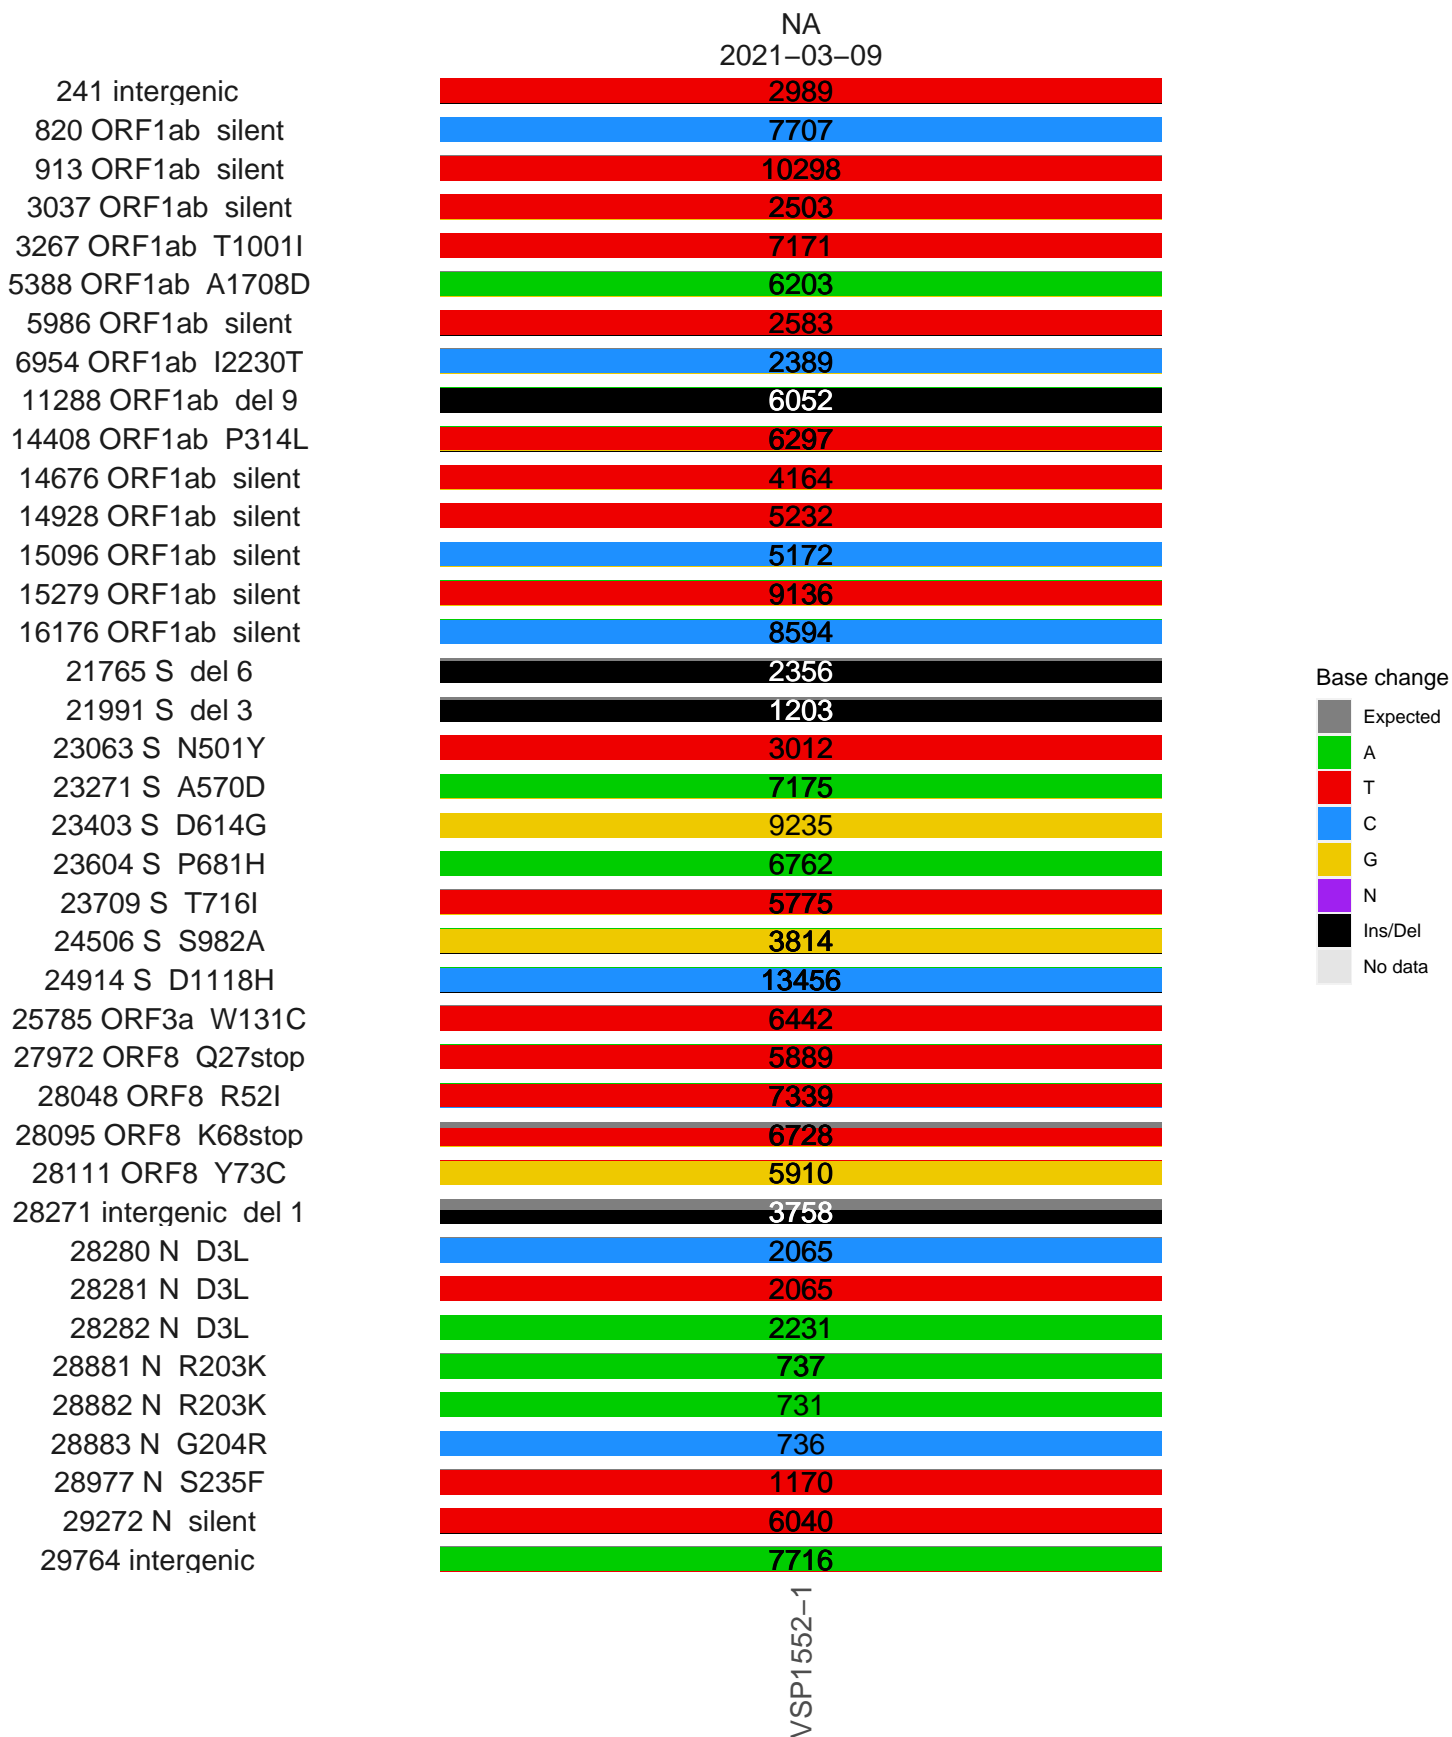 NA
2021−03−09
241 intergenic 2989
820 ORF1ab silent 7707
913 ORF1ab silent 10298
3037 ORF1ab silent 2503
3267 ORF1ab T1001I 7171
5388 ORF1ab A1708D 6203
5986 ORF1ab silent 2583
6954 ORF1ab I2230T 2389
11288 ORF1ab del 9 6052
14408 ORF1ab P314L 6297
14676 ORF1ab silent 4164
14928 ORF1ab silent 5232
15096 ORF1ab silent 5172
15279 ORF1ab silent 9136
16176 ORF1ab silent 8594
21765 S del 6 2356
21991 S del 3 1203
23063 S N501Y 3012
23271 S A570D 7175
23403 S D614G 9235
23604 S P681H 6762
23709 S T716I 5775
24506 S S982A 3814
24914 S D1118H 13456
25785 ORF3a W131C 6442
27972 ORF8 Q27stop 5889
28048 ORF8 R52I 7339
28095 ORF8 K68stop 6728
28111 ORF8 Y73C 5910
28271 intergenic del 1 3758
28280 N D3L 2065
28281 N D3L 2065
28282 N D3L 2231
28881 N R203K 737
28882 N R203K 731
28883 N G204R 736
28977 N S235F 1170
29272 N silent 6040
29764 intergenic 7716
VSP1552−1
Base change
Expected
A
T
C
G
N
Ins/Del
No data